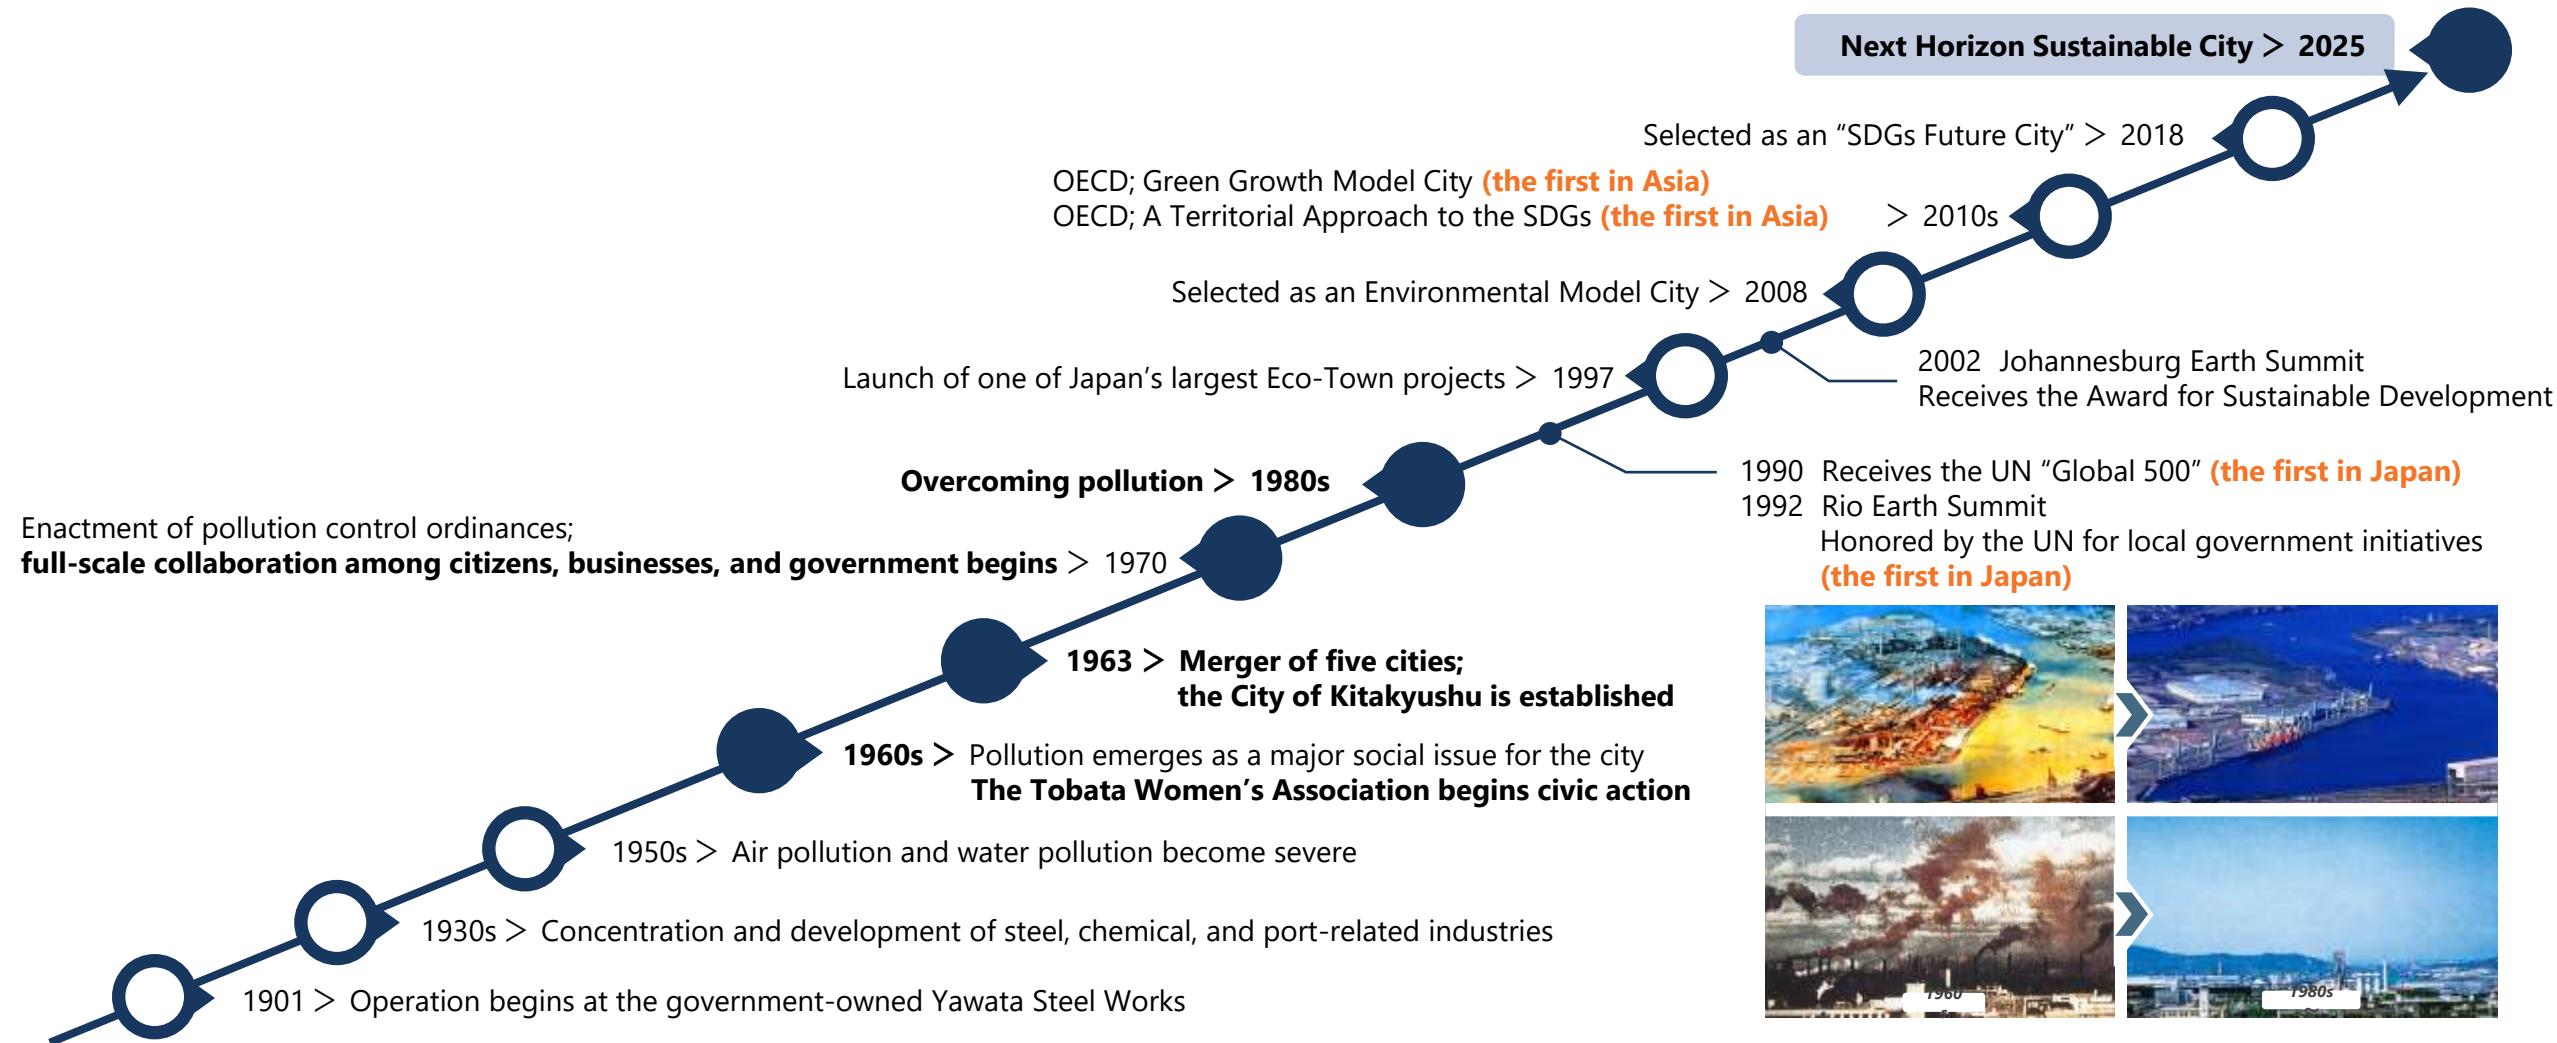 Next Horizon Sustainable City > 2025
Selected as an “SDGs Future City” > 2018
OECD; Green Growth Model City (the first in Asia)
OECD; A Territorial Approach to the SDGs (the first in Asia) > 2010s
Selected as an Environmental Model City > 2008
2002 Johannesburg Earth Summit
Receives the Award for Sustainable Development
Launch of one of Japan’s largest Eco-Town projects > 1997
1990 Receives the UN “Global 500” (the first in Japan)
1992 Rio Earth Summit
Honored by the UN for local government initiatives
(the first in Japan)
Overcoming pollution > 1980s
Enactment of pollution control ordinances;
full-scale collaboration among citizens, businesses, and government begins > 1970
1963 > Merger of five cities;
the City of Kitakyushu is established
1960s > Pollution emerges as a major social issue for the city
The Tobata Women’s Association begins civic action
1950s > Air pollution and water pollution become severe
1930s > Concentration and development of steel, chemical, and port-related industries
1901 > Operation begins at the government-owned Yawata Steel Works
1960
s
1980s